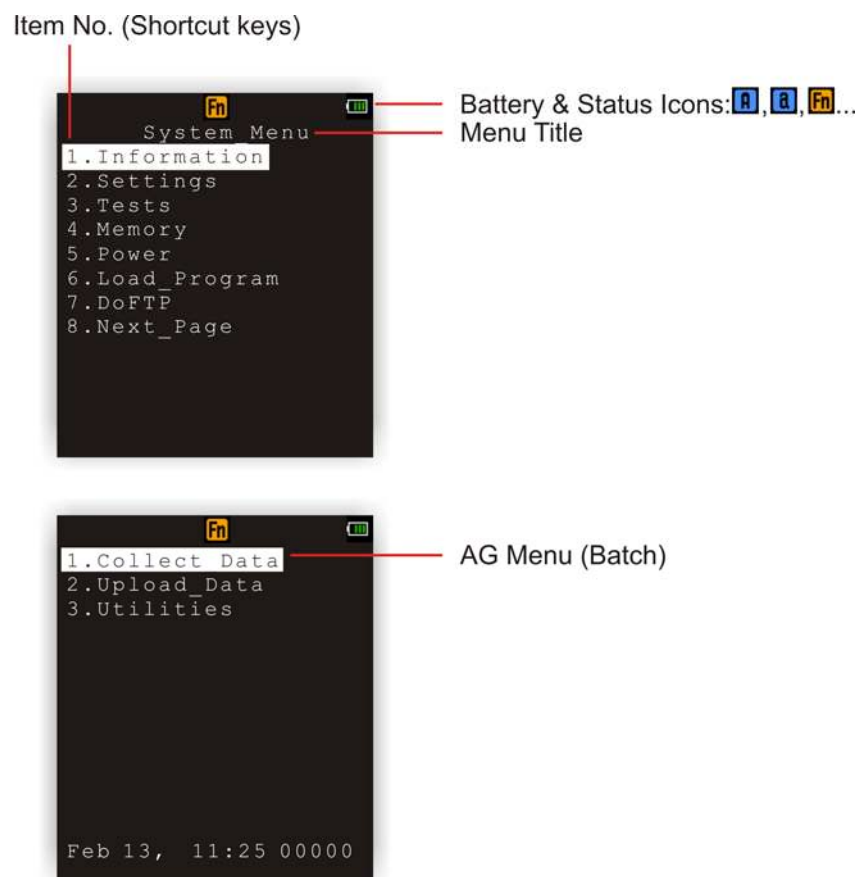 Item No. (Shortcut keys)
Fn
Battery & Status Icons: A, a, Fn...
System Menu
Menu Title
1.Information
2.Settings
3.Tests
4.Memory
5.Power
6.Load_Program
7.DoFTP
8.Next_Page
Fn
1.Collect Data
AG Menu (Batch)
2.Upload_Data
3.Utilities
Feb 13, 11:25 00000